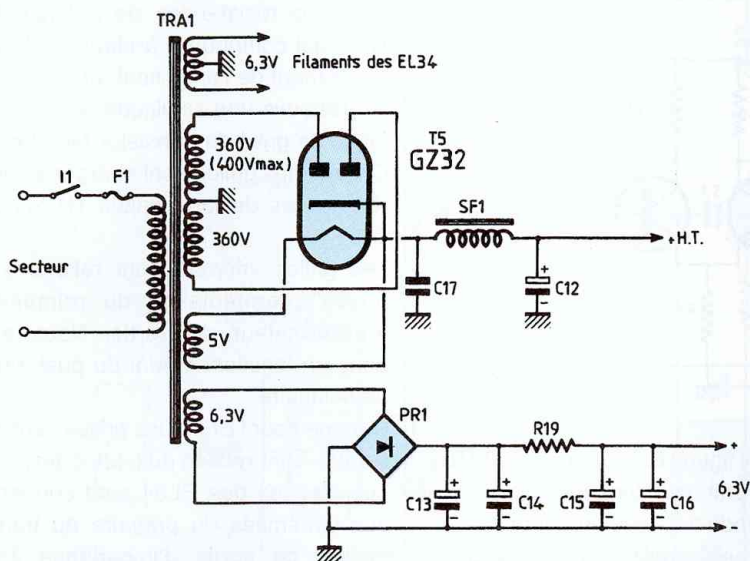 TRA1
6,3V Filaments des EL34
360V
(400Vmax)
T5
GZ32
I1
F1
SF1
360V
+H.T.
Secteur
C17
+
C12
-
5V
6,3V
PR1
R19
+
C13
+
-
C14
+
-
C15
+
-
C16
+
-
6,3V
-